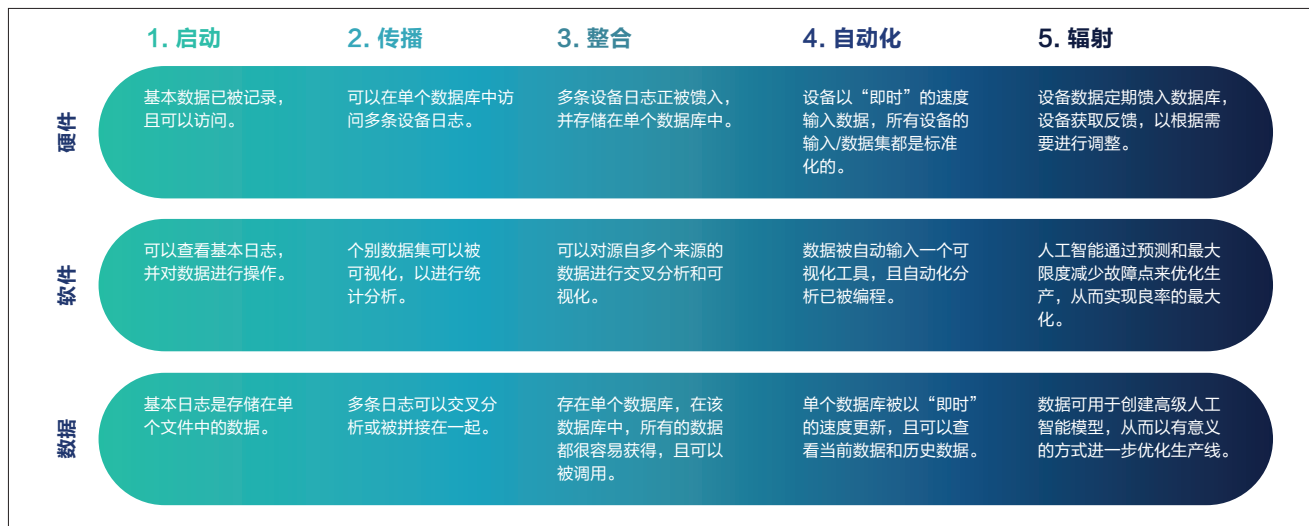 1. 启动
2. 传播
3. 整合
4. 自动化
5. 辐射
硬件
基本数据已被记录，
且可以访问。
可以在单个数据库中访
问多条设备日志。
多条设备日志正被馈入，
并存储在单个数据库中。
设备以“即时”的速度
输入数据，所有设备的
输入/数据集都是标准
化的。
设备数据定期馈入数据库，
设备获取反馈，以根据需
要进行调整。
软件
可以查看基本日志，
并对数据进行操作。
个别数据集可以被
可视化，以进行统
计分析。
可以对源自多个来源的
数据进行交叉分析和可
视化。
数据被自动输入一个可
视化工具，且自动化分
析已被编程。
人工智能通过预测和最大
限度减少故障点来优化生
产，从而实现良率的最大
化。
数据
基本日志是存储在单
个文件中的数据。
多条日志可以交叉分
析或被拼接在一起。
存在单个数据库，在该
数据库中，所有的数据
都很容易获得，且可以
被调用。
单个数据库被以“即时”
的速度更新，且可以查
看当前数据和历史数据。
数据可用于创建高级人工
智能模型，从而以有意义
的方式进一步优化生产线。